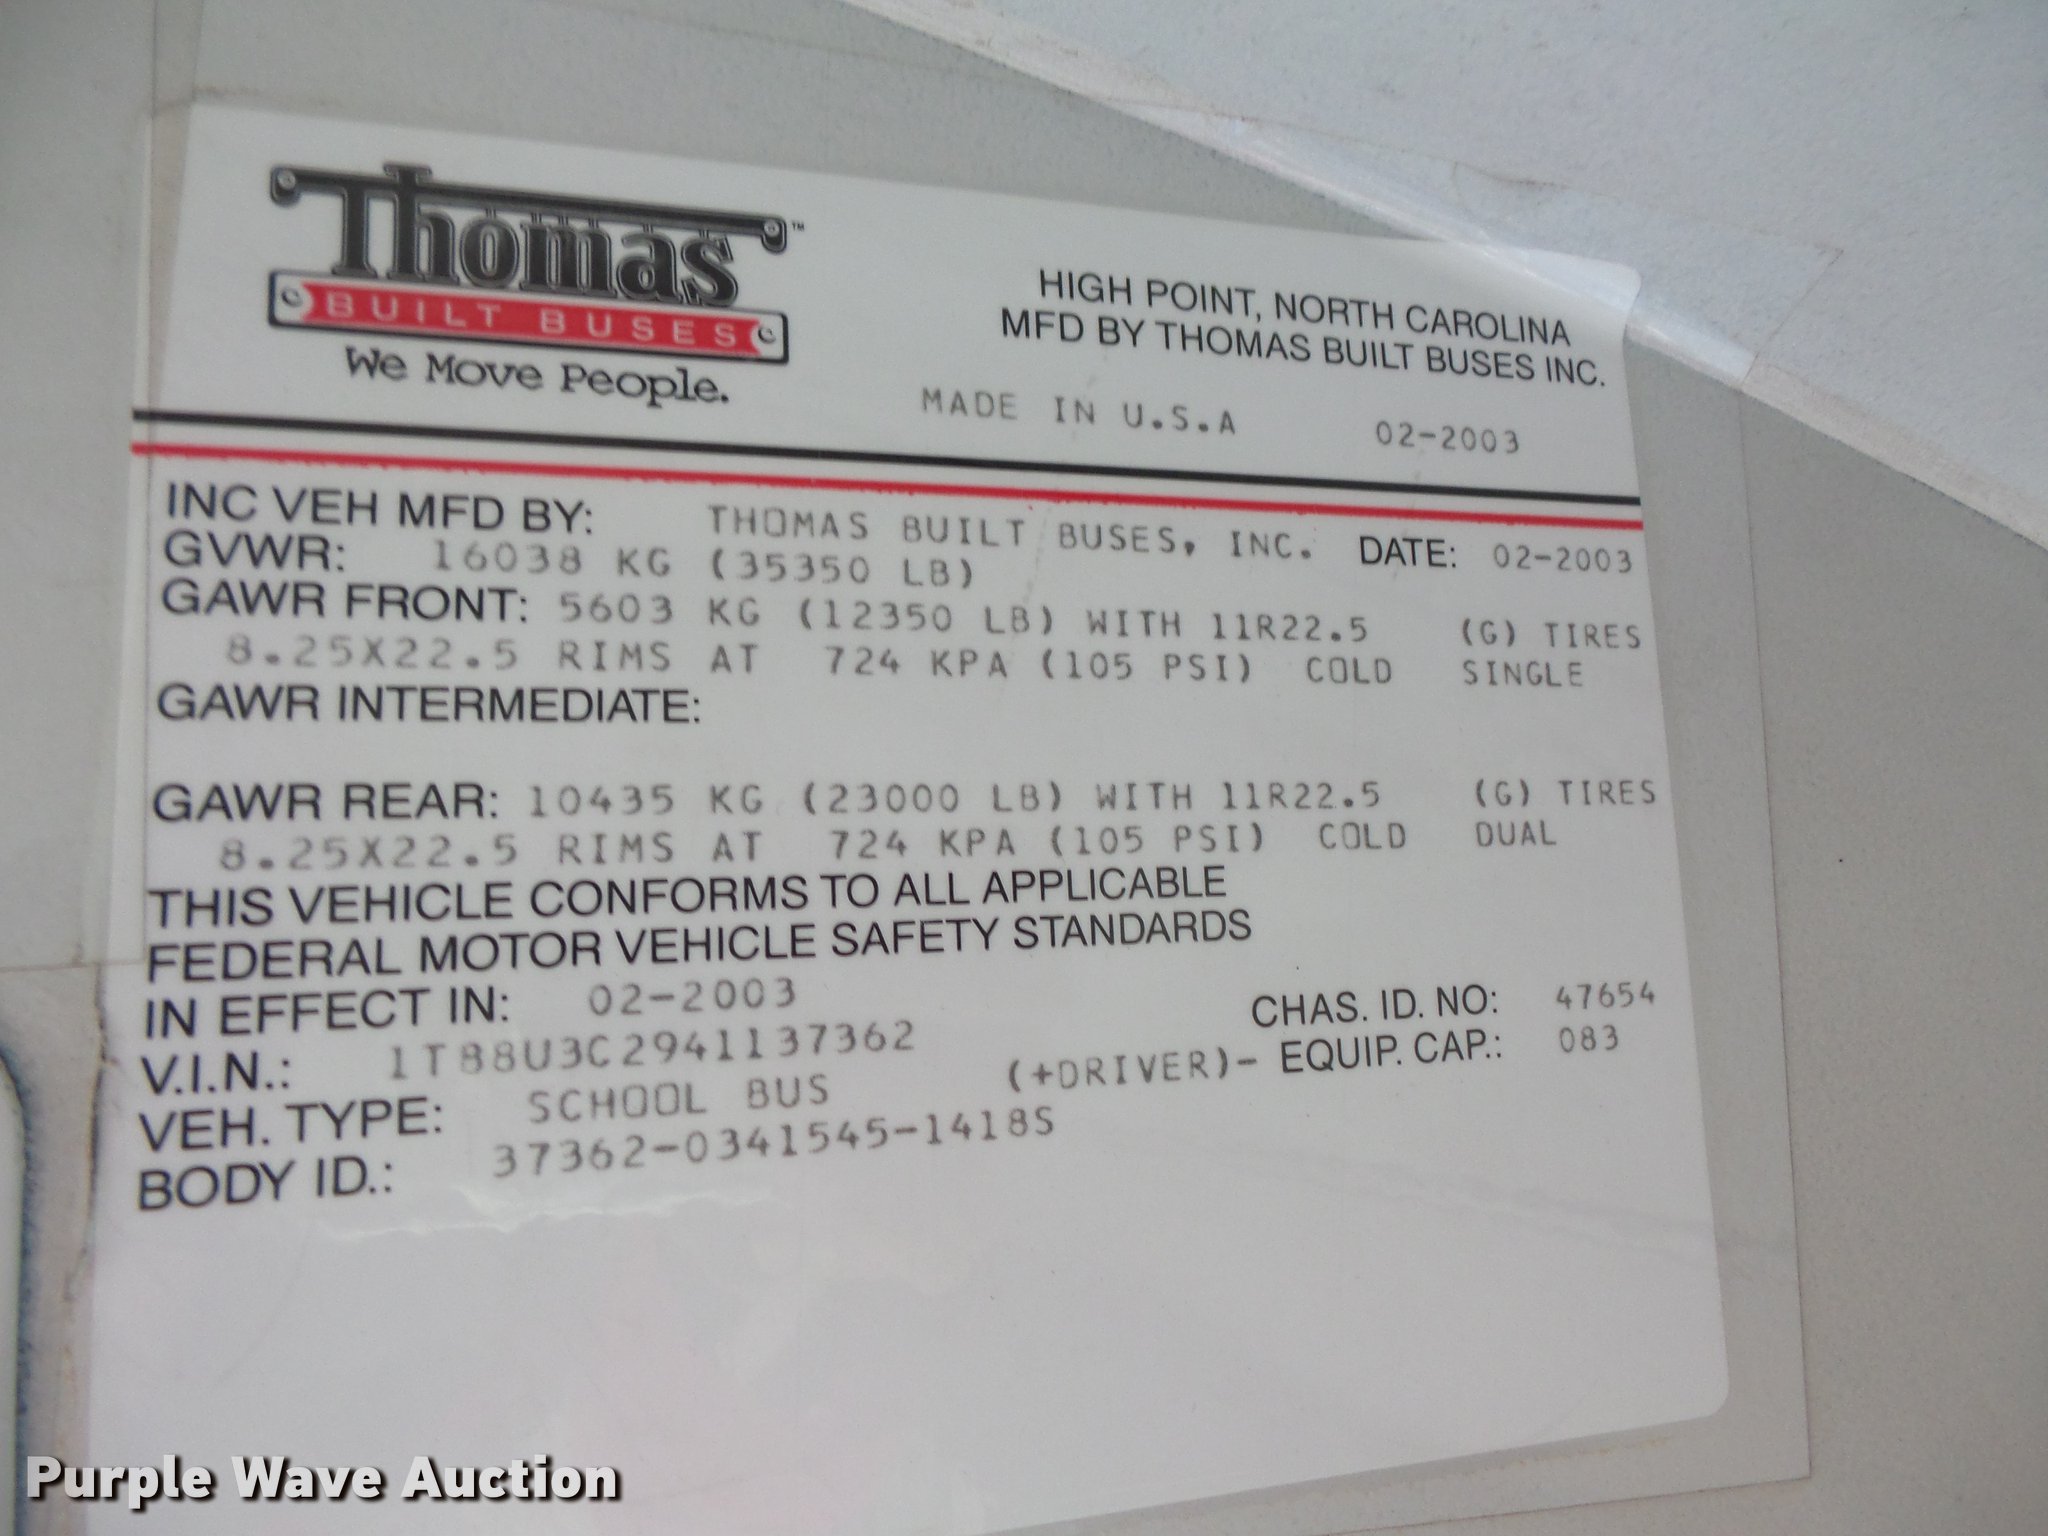 Thomas™
BUILT BUSES
We Move People.
HIGH POINT, NORTH CAROLINA
MFD BY THOMAS BUILT BUSES INC.
MADE IN U.S.A 02-2003
INC VEH MFD BY: THOMAS BUILT BUSES, INC. DATE: 02-2003
GVWR: 16038 KG (35350 LB)
GAWR FRONT: 5603 KG (12350 LB) WITH 11R22.5 (G) TIRES
8.25X22.5 RIMS AT 724 KPA (105 PSI) COLD SINGLE
GAWR INTERMEDIATE:
GAWR REAR: 10435 KG (23000 LB) WITH 11R22.5 (G) TIRES
8.25X22.5 RIMS AT 724 KPA (105 PSI) COLD DUAL
THIS VEHICLE CONFORMS TO ALL APPLICABLE
FEDERAL MOTOR VEHICLE SAFETY STANDARDS
IN EFFECT IN: 02-2003 CHAS. ID. NO: 47654
V.I.N.: 1T88U3C2941137362 (+DRIVER)- EQUIP. CAP.: 083
VEH. TYPE: SCHOOL BUS
BODY ID.: 37362-0341545-1418S
Purple Wave Auction